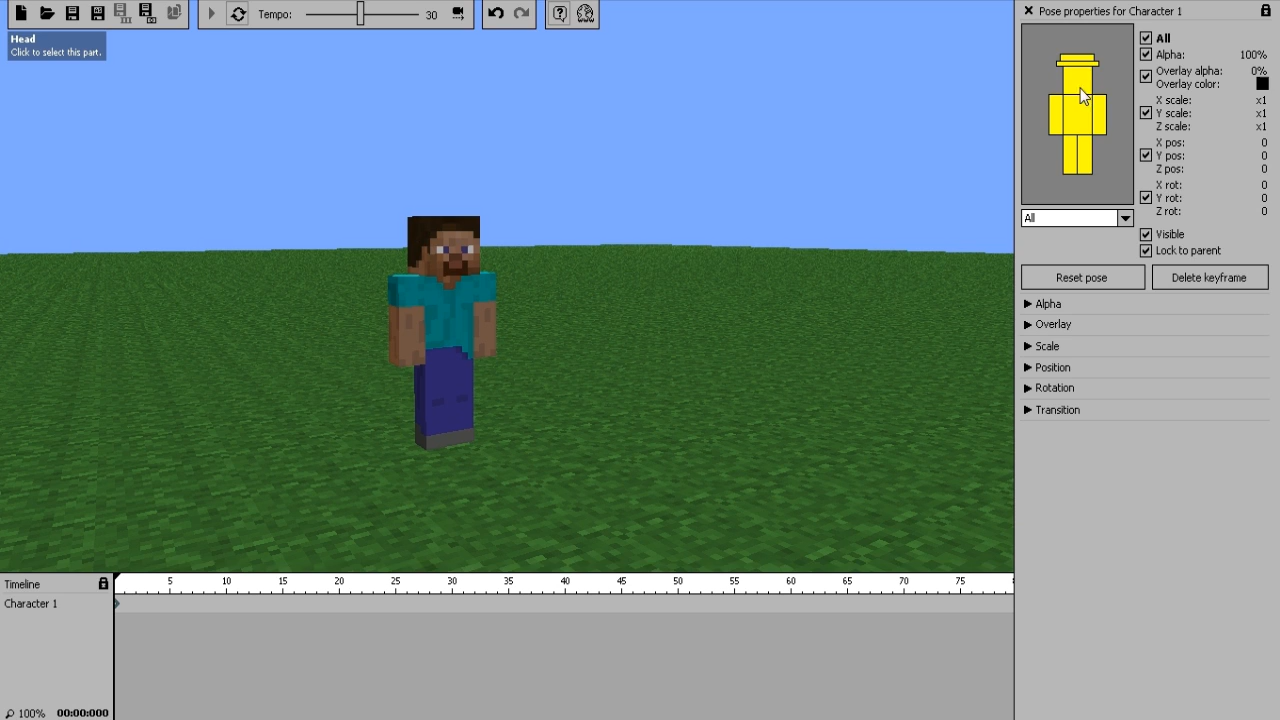 Tempo:
30
Head
Click to select this part.
Pose properties for Character 1
All
Alpha: 100%
Overlay alpha: 0%
Overlay color:
X scale: x1
Y scale: x1
Z scale: x1
X pos: 0
Y pos: 0
Z pos: 0
X rot: 0
Y rot: 0
Z rot: 0
All
Visible
Lock to parent
Reset pose
Delete keyframe
Alpha
Overlay
Scale
Position
Rotation
Transition
Timeline
5 10 15 20 25 30 35 40 45 50 55 60 65 70 75
Character 1
100% 00:00:000